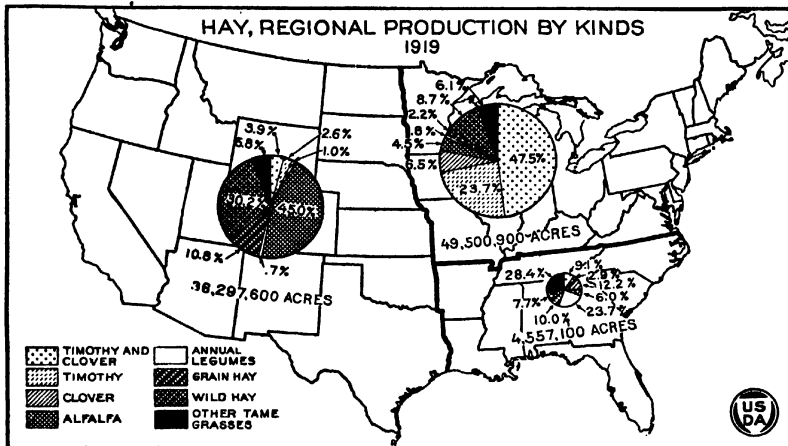 HAY, REGIONAL PRODUCTION BY KINDS
1919
6.1%
8.7%
2.2%
.8%
4.5%
6.5%
47.5%
23.7%
49,500,900 ACRES
3.9%
2.6%
5.8%
1.0%
30.2%
45.0%
10.8%
.7%
36,297,600 ACRES
28.4%
9.1%
2.9%
12.2%
6.0%
7.7%
23.7%
10.0%
4,557,100 ACRES
TIMOTHY AND
CLOVER
TIMOTHY
CLOVER
ALFALFA
ANNUAL
LEGUMES
GRAIN HAY
WILD HAY
OTHER TAME
GRASSES
US
DA